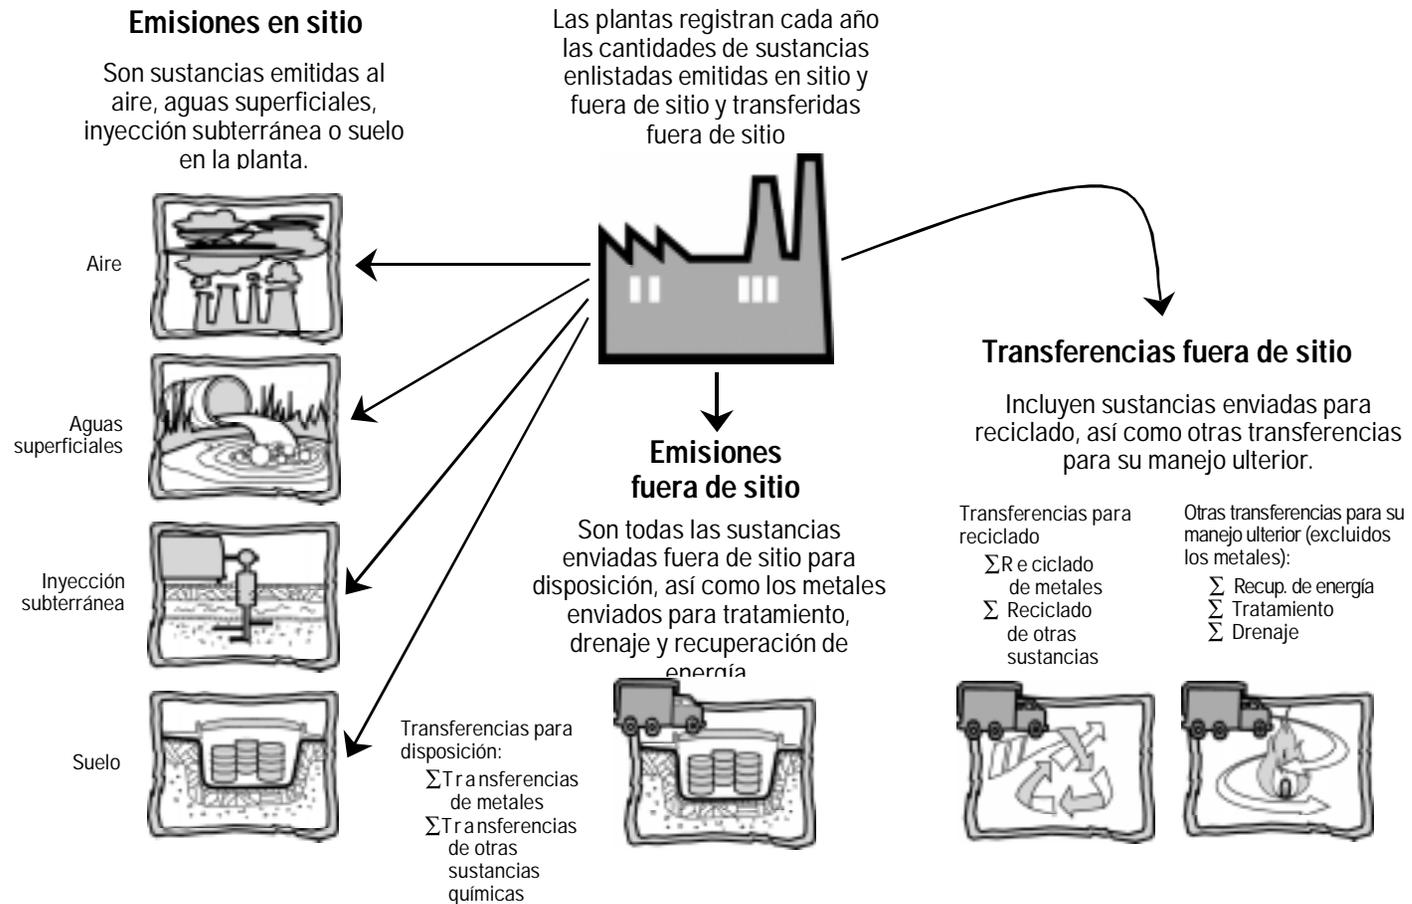 Emisiones en sitio
Son sustancias emitidas al
aire, aguas superficiales,
inyección subterránea o suelo
en la planta.
Aire
Aguas
superficiales
Inyección
subterránea
Suelo
Las plantas registran cada año
las cantidades de sustancias
enlistadas emitidas en sitio y
fuera de sitio y transferidas
fuera de sitio
Emisiones
fuera de sitio
Son todas las sustancias
enviadas fuera de sitio para
disposición, así como los metales
enviados para tratamiento,
drenaje y recuperación de
energía
Transferencias para
disposición:
∑Transferencias
de metales
∑Transferencias
de otras
sustancias
químicas
Transferencias fuera de sitio
Incluyen sustancias enviadas para
reciclado, así como otras transferencias
para su manejo ulterior.
Transferencias para
reciclado
∑Reciclado
de metales
∑ Reciclado
de otras
sustancias
Otras transferencias para su
manejo ulterior (excluidos
los metales):
∑ Recup. de energía
∑ Tratamiento
∑ Drenaje